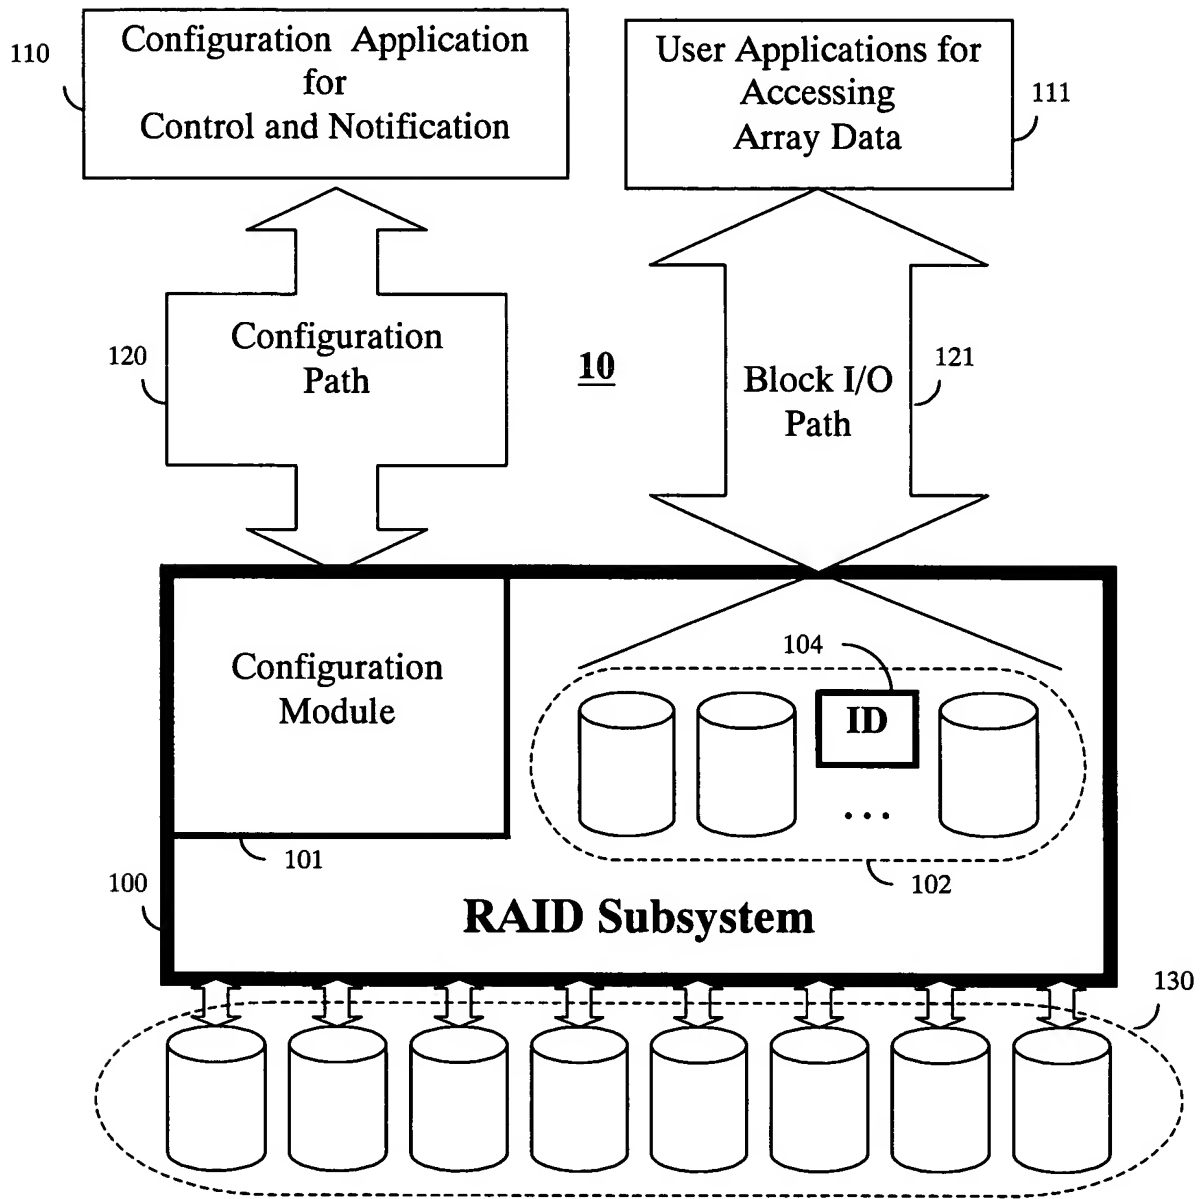 110
Configuration Application
for
Control and Notification
User Applications for
Accessing
Array Data
111
120
Configuration
Path
10
Block I/O
Path
121
Configuration
Module
104
ID
...
101
102
100
RAID Subsystem
130